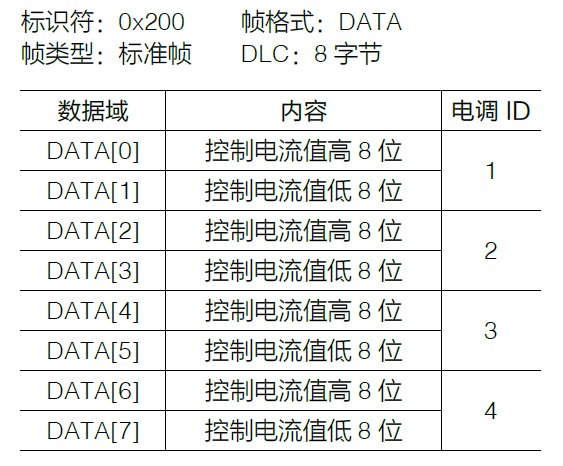 标识符：0x200 帧格式：DATA
帧类型：标准帧 DLC：8 字节
数据域 内容 电调 ID
DATA[0] 控制电流值高 8 位 1
DATA[1] 控制电流值低 8 位
DATA[2] 控制电流值高 8 位 2
DATA[3] 控制电流值低 8 位
DATA[4] 控制电流值高 8 位 3
DATA[5] 控制电流值低 8 位
DATA[6] 控制电流值高 8 位 4
DATA[7] 控制电流值低 8 位